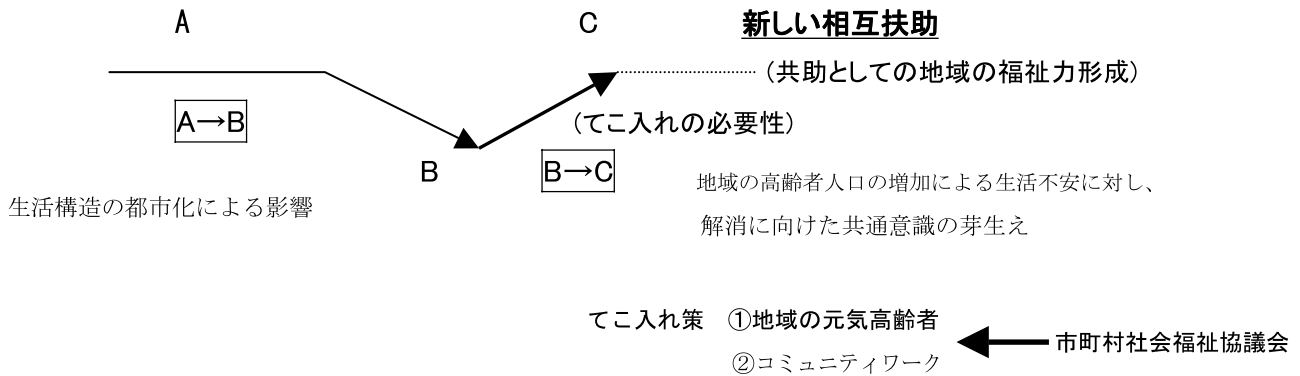 A
C
新しい相互扶助
(共助としての地域の福祉力形成)
A→B
(てこ入れの必要性)
B
B→C
地域の高齢者人口の増加による生活不安に対し、
生活構造の都市化による影響
解消に向けた共通意識の芽生え
てこ入れ策 ①地域の元気高齢者
市町村社会福祉協議会
②コミュニティワーク